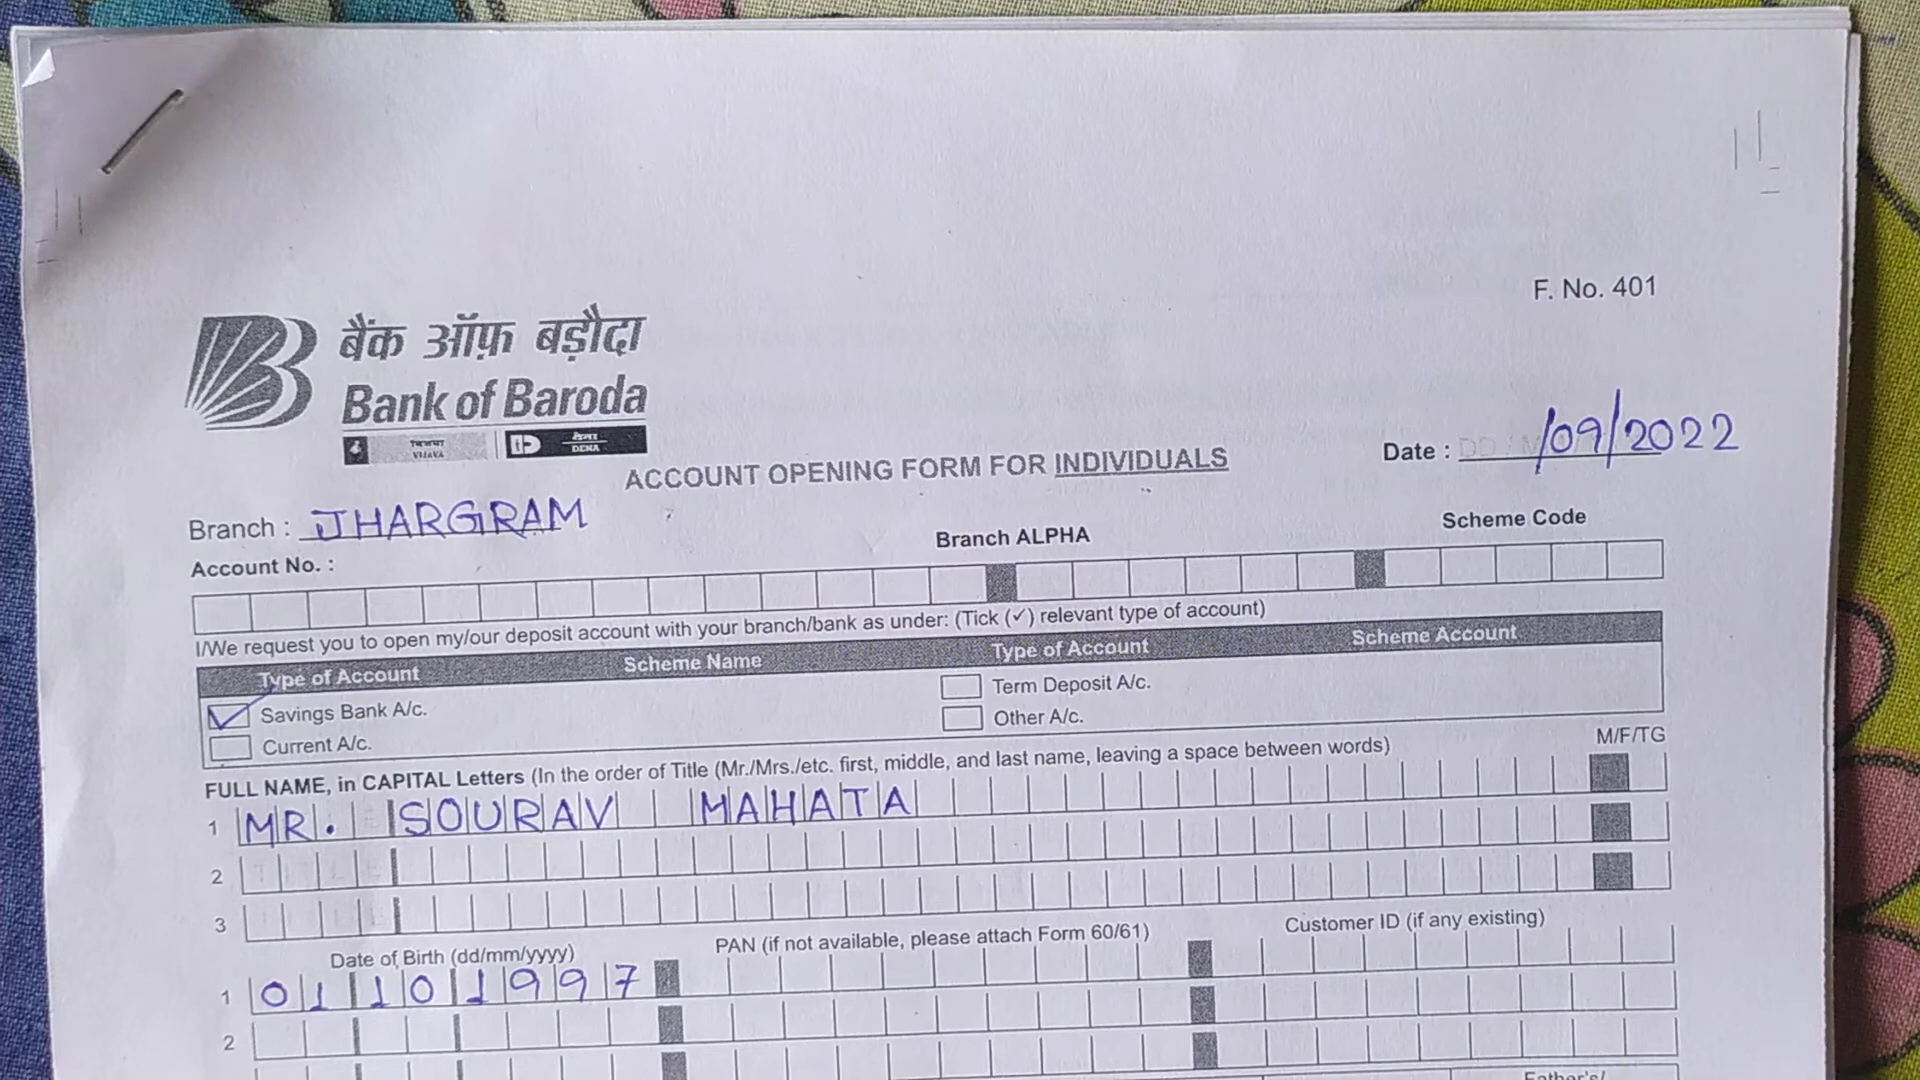 F. No. 401
बैंक ऑफ़ बड़ौदा
Bank of Baroda
VIJAYA
DENA
Date : /09/2022
ACCOUNT OPENING FORM FOR INDIVIDUALS
Branch : JHARGRAM
Account No. :
Branch ALPHA
Scheme Code
I/We request you to open my/our deposit account with your branch/bank as under: (Tick (✓) relevant type of account)
Type of Account Scheme Name Type of Account Scheme Account
Savings Bank A/c. Term Deposit A/c.
Current A/c. Other A/c.
FULL NAME, in CAPITAL Letters (In the order of Title (Mr./Mrs./etc. first, middle, and last name, leaving a space between words) M/F/TG
1 MR. SOURAV MAHATA
2 TITLE
3
Date of Birth (dd/mm/yyyy) PAN (if not available, please attach Form 60/61) Customer ID (if any existing)
1 01101997
2
Father's/